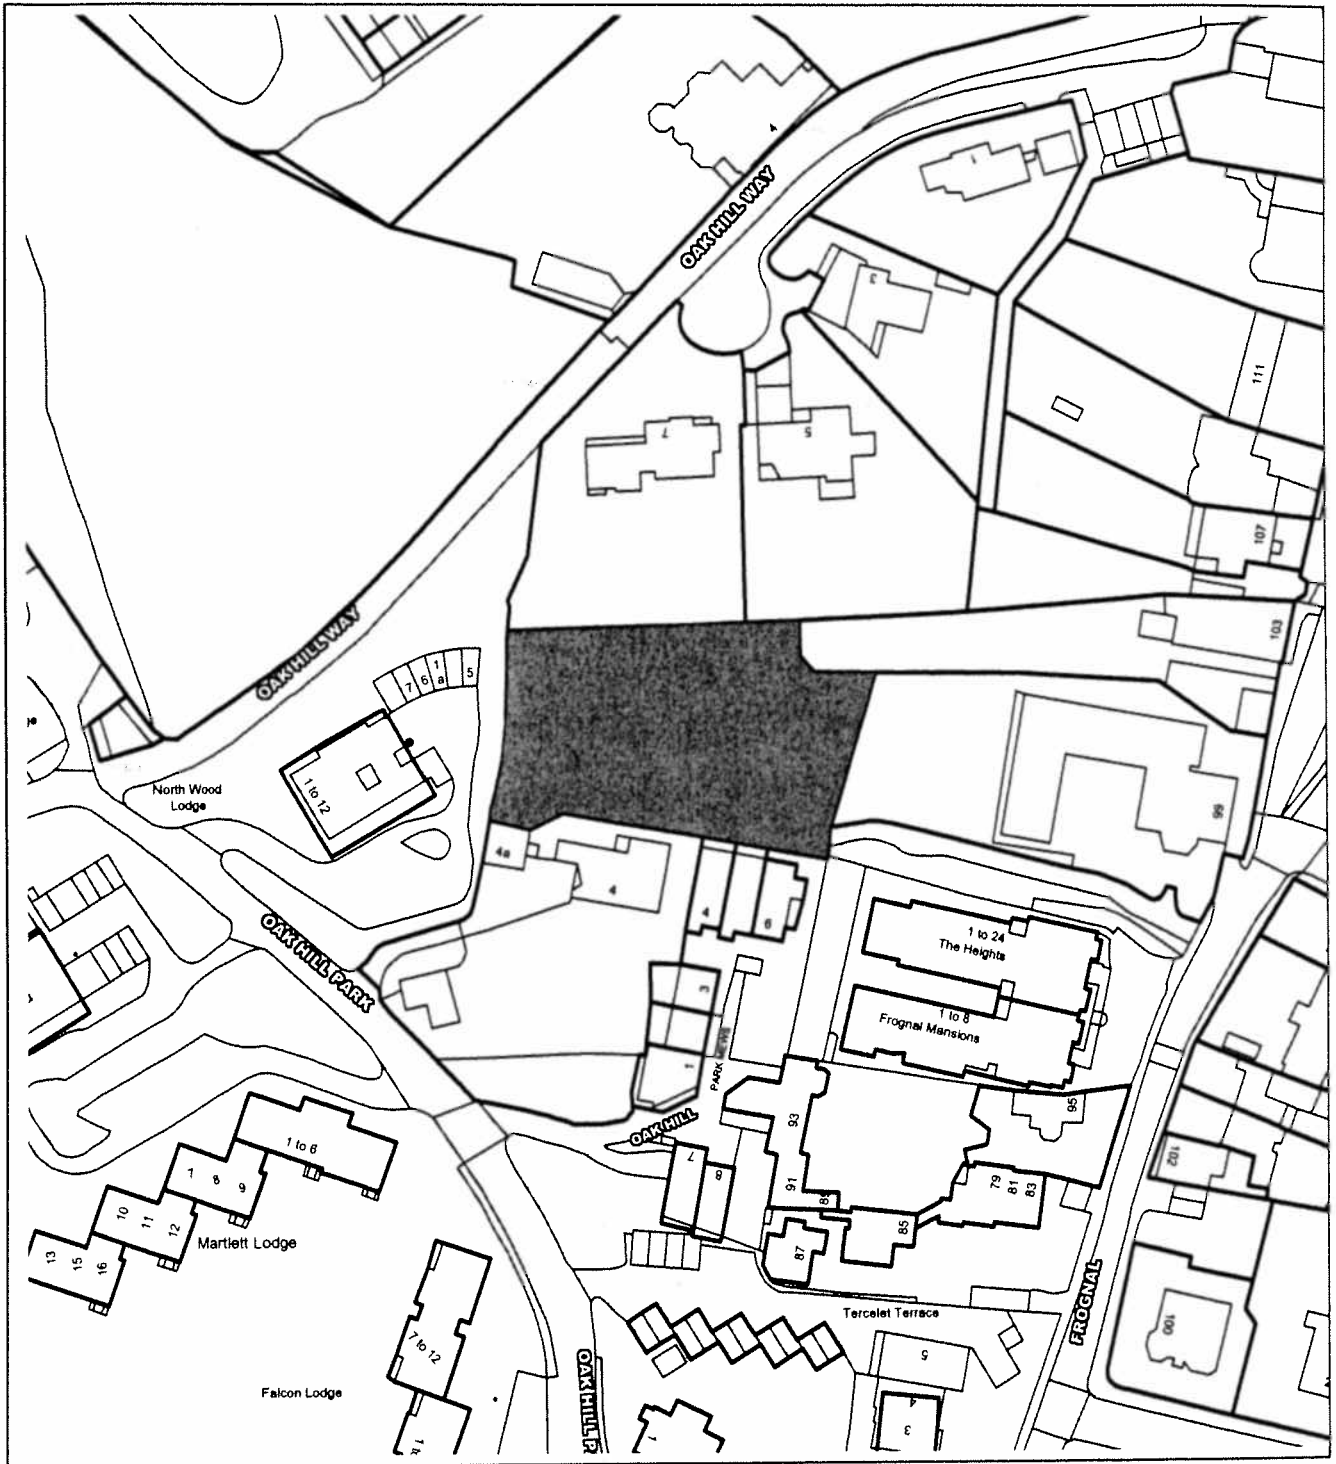 4
OAK HILL WAY
1
3
111
7
5
107
103
OAK HILL WAY
7
6
1
a
5
North Wood
Lodge
1 to 12
99
4a
4
4
6
1 to 24
The Heights
OAK HILL PARK
3
1 to 8
Frognal Mansions
1
PARK MEWS
OAK HILL
93
95
102
1 to 6
7
8
91
89
79
81
83
85
87
7
8
9
10
11
12
Martlett Lodge
13
15
16
7 to 12
Tercelet Terrace
FROGNAL
100
5
4
3
Falcon Lodge
OAK HILL P
1